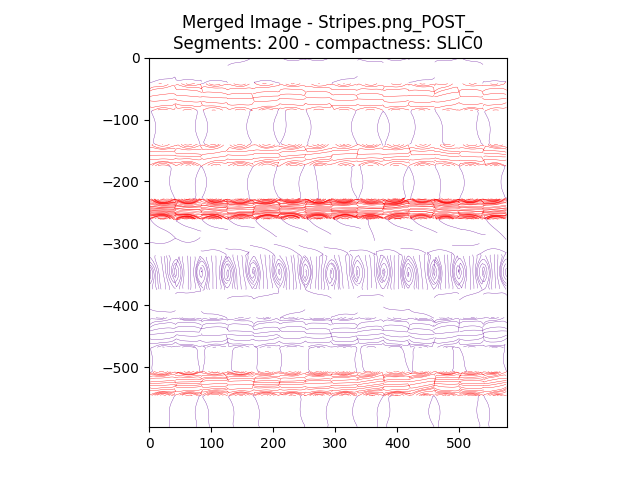 Merged Image - Stripes.png_POST_
Segments: 200 - compactness: SLIC0
0
−100
−200
−300
−400
−500
0 100 200 300 400 500